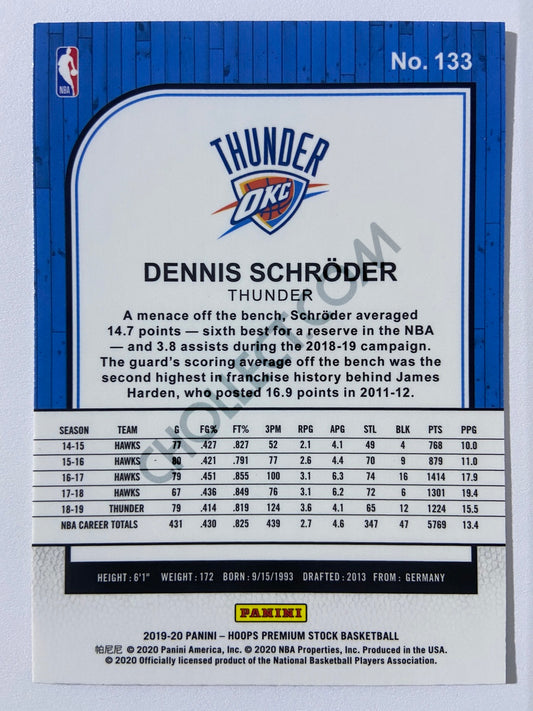 No. 133
NBA
THUNDER
OKC
DENNIS SCHRÖDER
THUNDER
A menace off the bench, Schröder averaged
14.7 points — sixth best for a reserve in the NBA
— and 3.8 assists during the 2018-19 campaign.
The guard's scoring average off the bench was the
second highest in franchise history behind James
Harden, who posted 16.9 points in 2011-12.
CHOLLECT.COM
SEASON TEAM G FG% FT% 3PM RPG APG STL BLK PTS PPG
14-15 HAWKS 77 .427 .827 52 2.1 4.1 49 4 768 10.0
15-16 HAWKS 80 .421 .791 77 2.6 4.4 70 9 879 11.0
16-17 HAWKS 79 .451 .855 100 3.1 6.3 74 16 1414 17.9
17-18 HAWKS 67 .436 .849 76 3.1 6.2 72 6 1301 19.4
18-19 THUNDER 79 .414 .819 124 3.6 4.1 65 12 1224 15.5
NBA CAREER TOTALS 431 .430 .825 439 2.7 4.6 347 47 5769 13.4
HEIGHT: 6'1" WEIGHT: 172 BORN: 9/15/1993 DRAFTED: 2013 FROM: GERMANY
PANINI
2019-20 PANINI – HOOPS PREMIUM STOCK BASKETBALL
帕尼尼 © 2020 Panini America, Inc. © 2020 NBA Properties, Inc. Produced in the USA.
© 2020 Officially licensed product of the National Basketball Players Association.